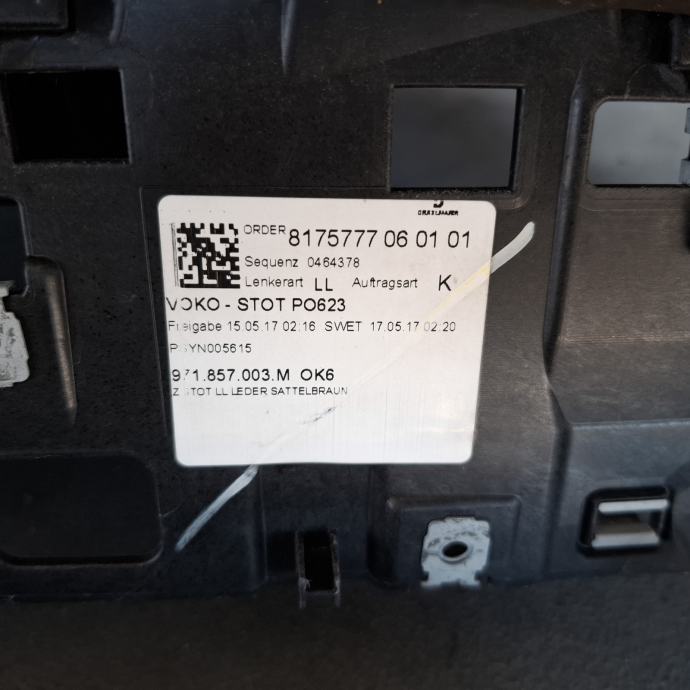 DRÄXLMAIER
ORDER 8175777 06 01 01
Sequenz 0464378
Lenkerart LL Auftragsart K
VOKO - STOT PO623
Freigabe 15.05.17 02:16 SWET 17.05.17 02:20
971.857.003.M OK6
STOT LL LEDER SATTELBRAUN